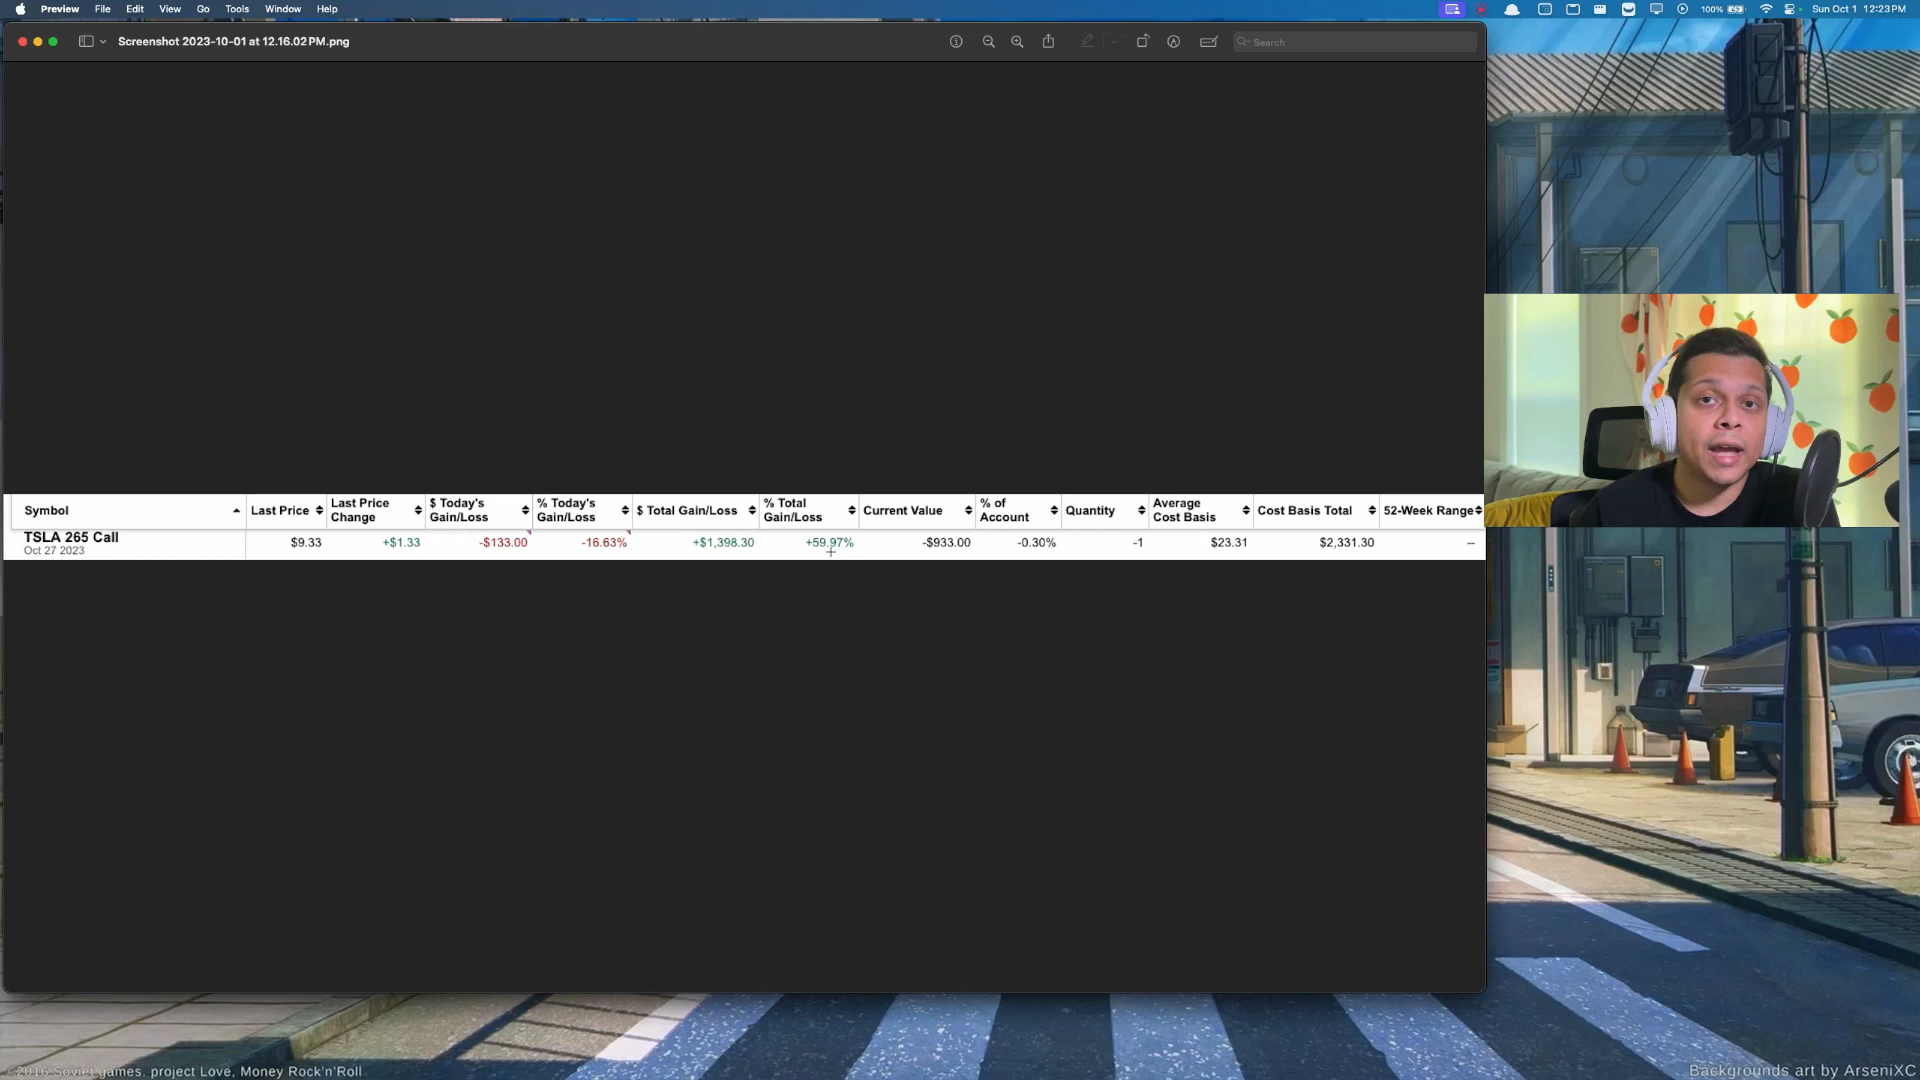 Preview File Edit View Go Tools Window Help 100% Sun Oct 1 12:23 PM
Screenshot 2023-10-01 at 12.16.02 PM.png
Search
Symbol Last Price Last Price Change $ Today's Gain/Loss % Today's Gain/Loss $ Total Gain/Loss % Total Gain/Loss Current Value % of Account Quantity Average Cost Basis Cost Basis Total 52-Week Range
TSLA 265 Call $9.33 +$1.33 -$133.00 -16.63% +$1,398.30 +59.97% -$933.00 -0.30% -1 $23.31 $2,331.30 --
Oct 27 2023
©2016 Soviet games. project Love, Money Rock'n'Roll
Backgrounds art by ArseniXC